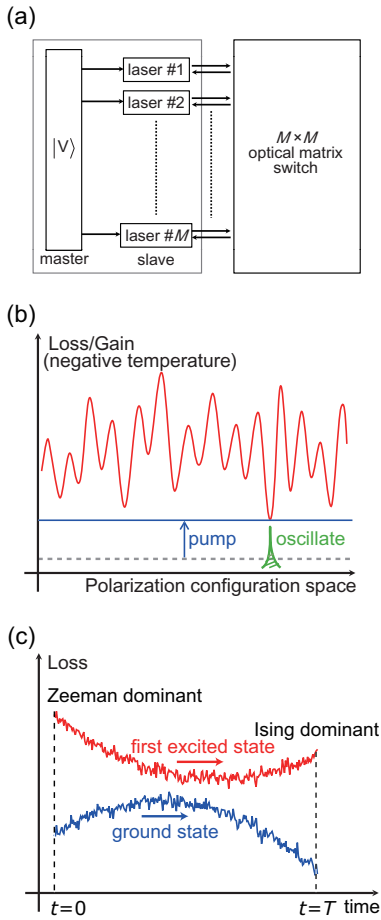 (a)
laser #1
laser #2
|V⟩
M×M
optical matrix
switch
laser #M
master
slave
(b)
Loss/Gain
(negative temperature)
pump
oscillate
Polarization configuration space
(c)
Loss
Zeeman dominant
Ising dominant
first excited state
ground state
t=0
t=T
time